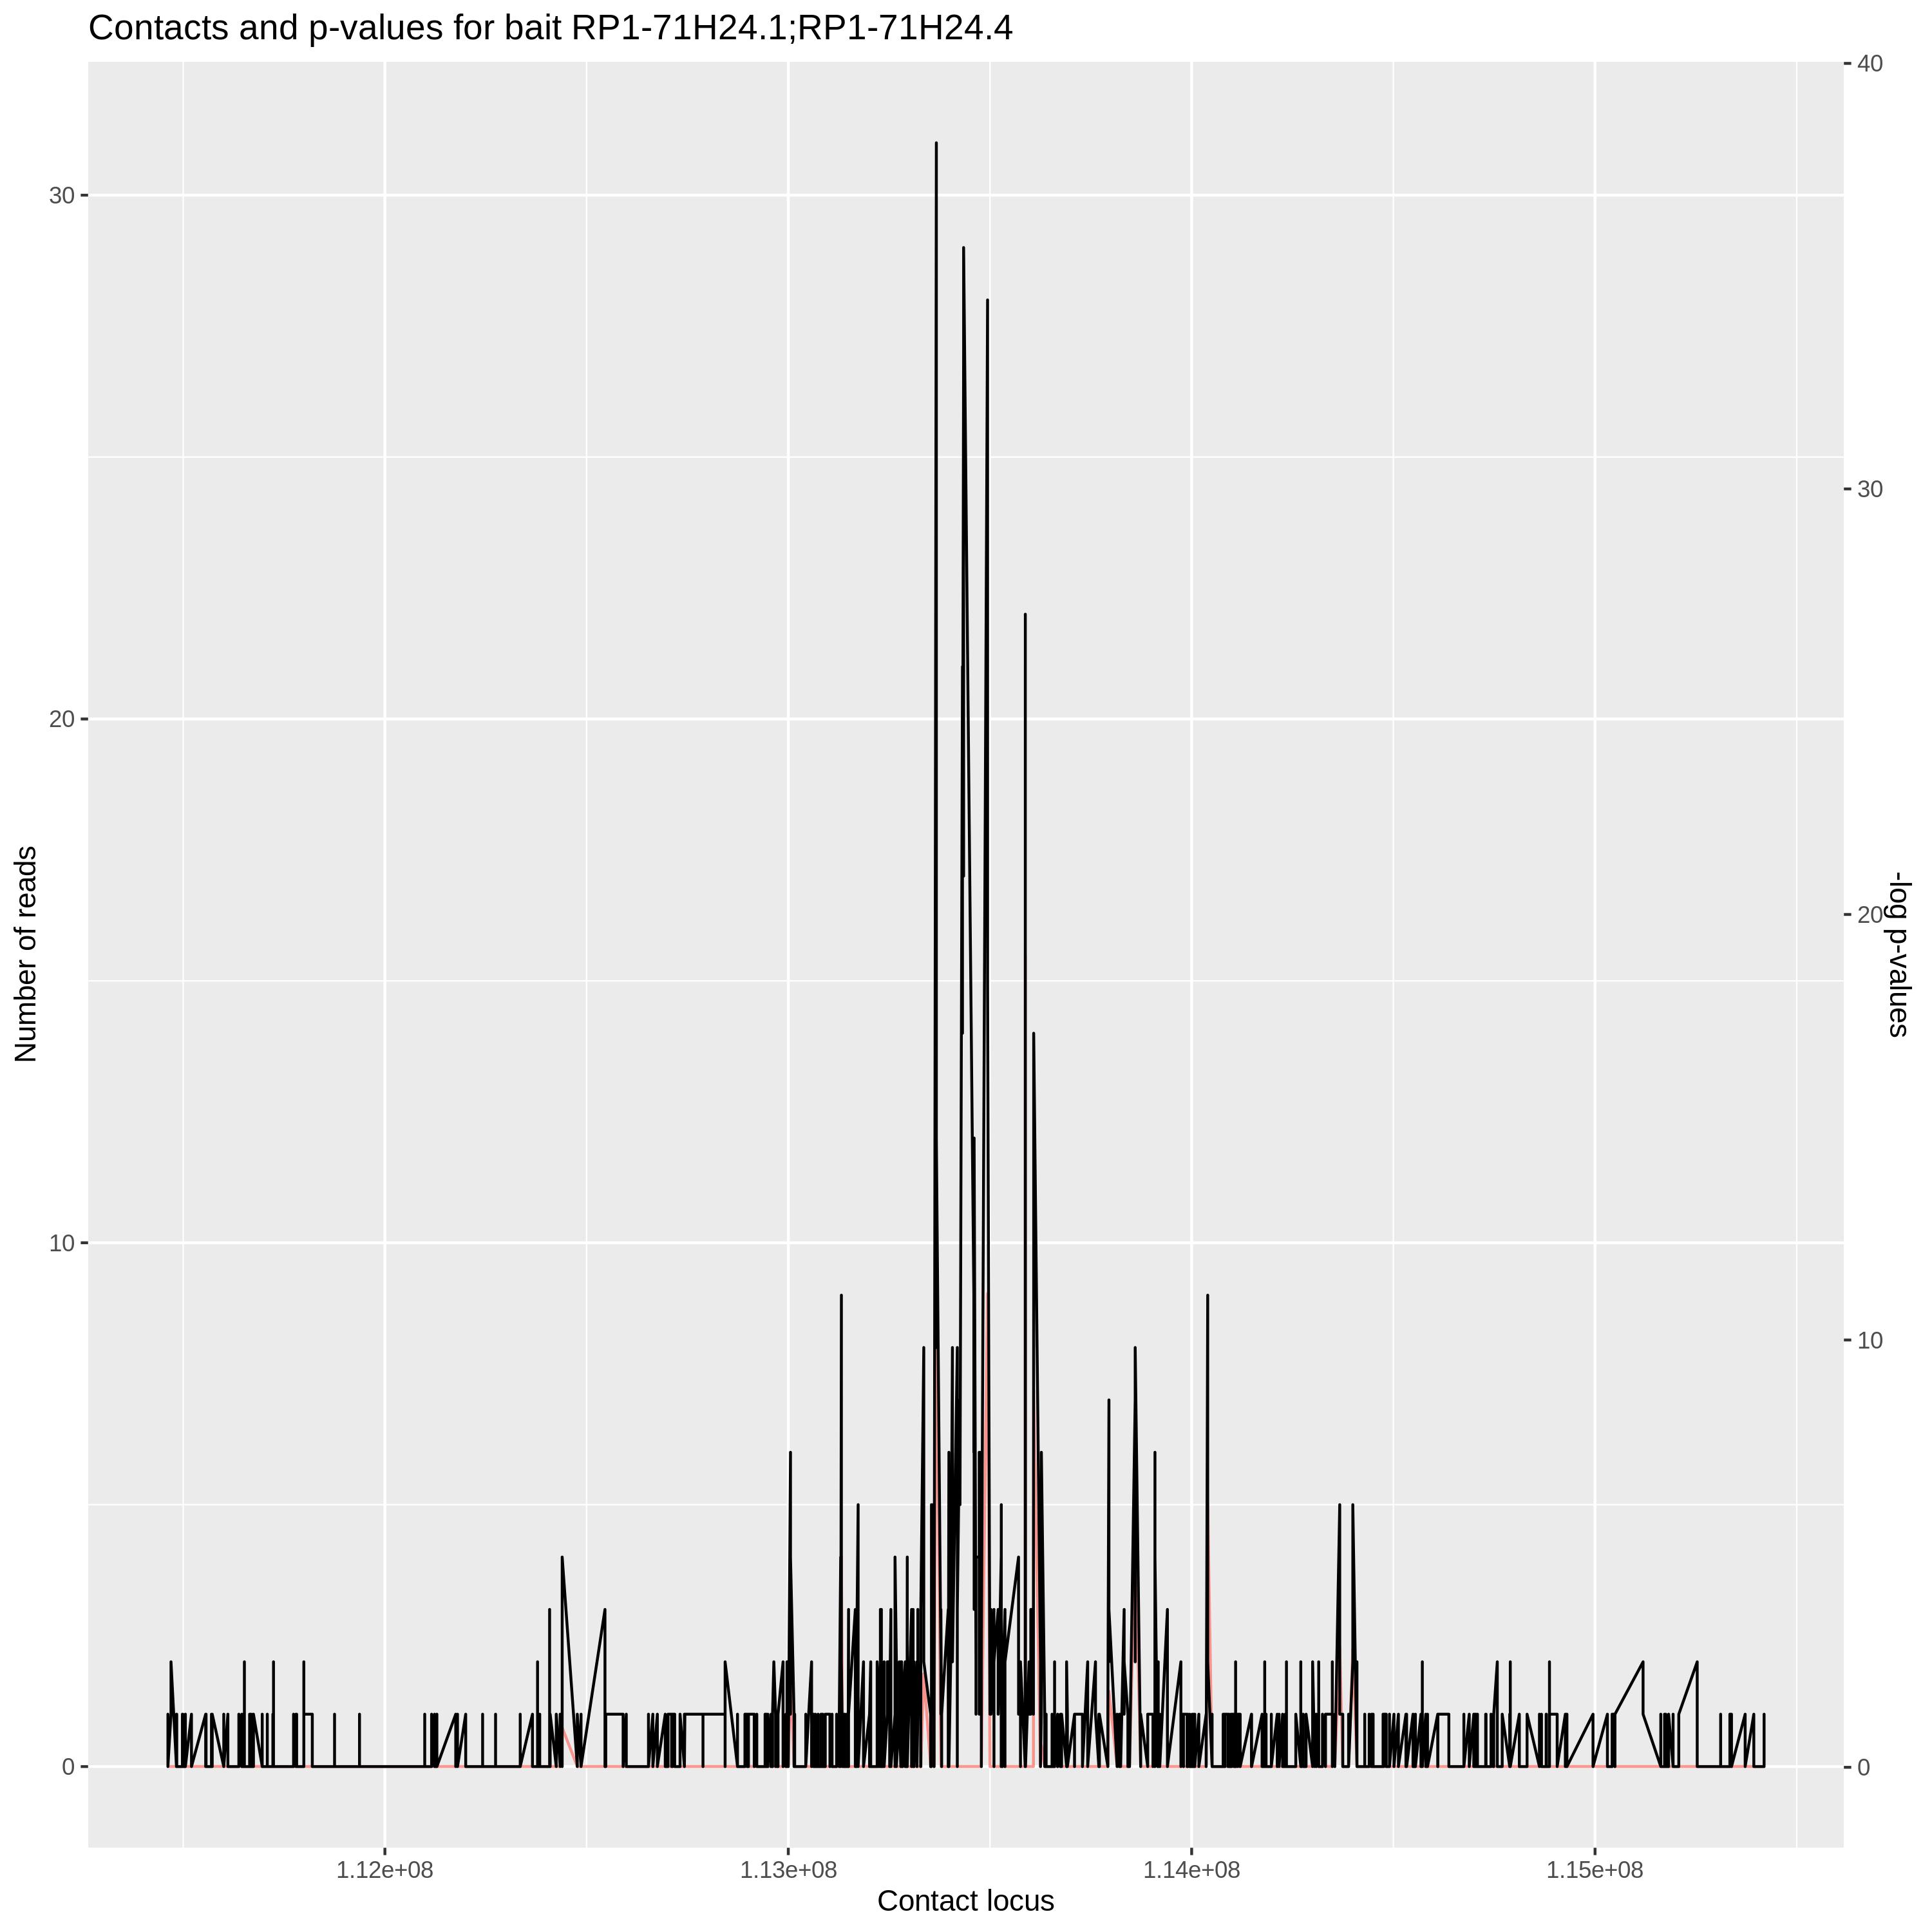 Contacts and p-values for bait RP1-71H24.1;RP1-71H24.4
40
30
30
20
20
10
10
0
0
Number of reads
-log p-values
1.12e+08 1.13e+08 1.14e+08 1.15e+08
Contact locus